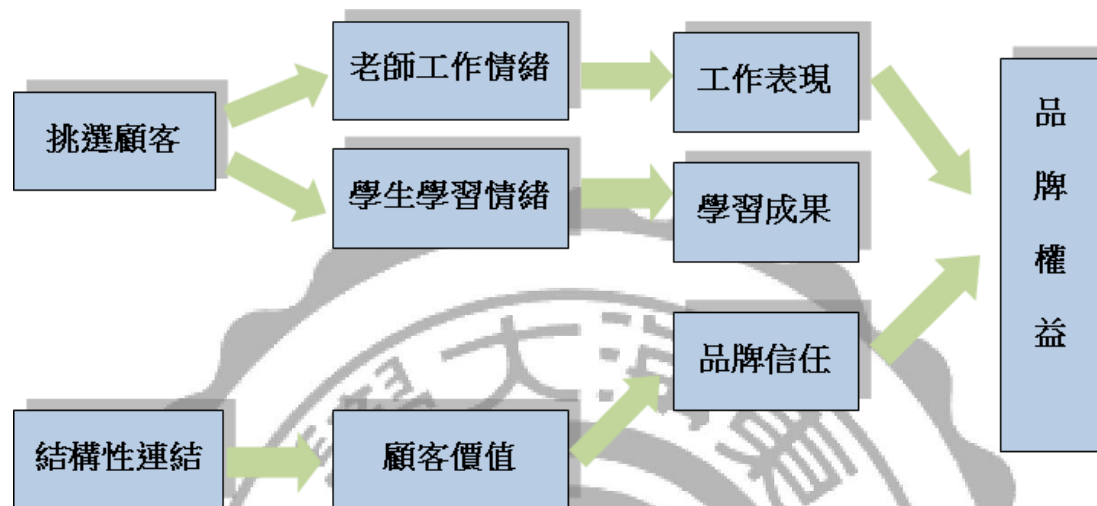 挑選顧客
老師工作情緒
工作表現
學生學習情緒
學習成果
品牌信任
結構性連結
顧客價值
品牌權益